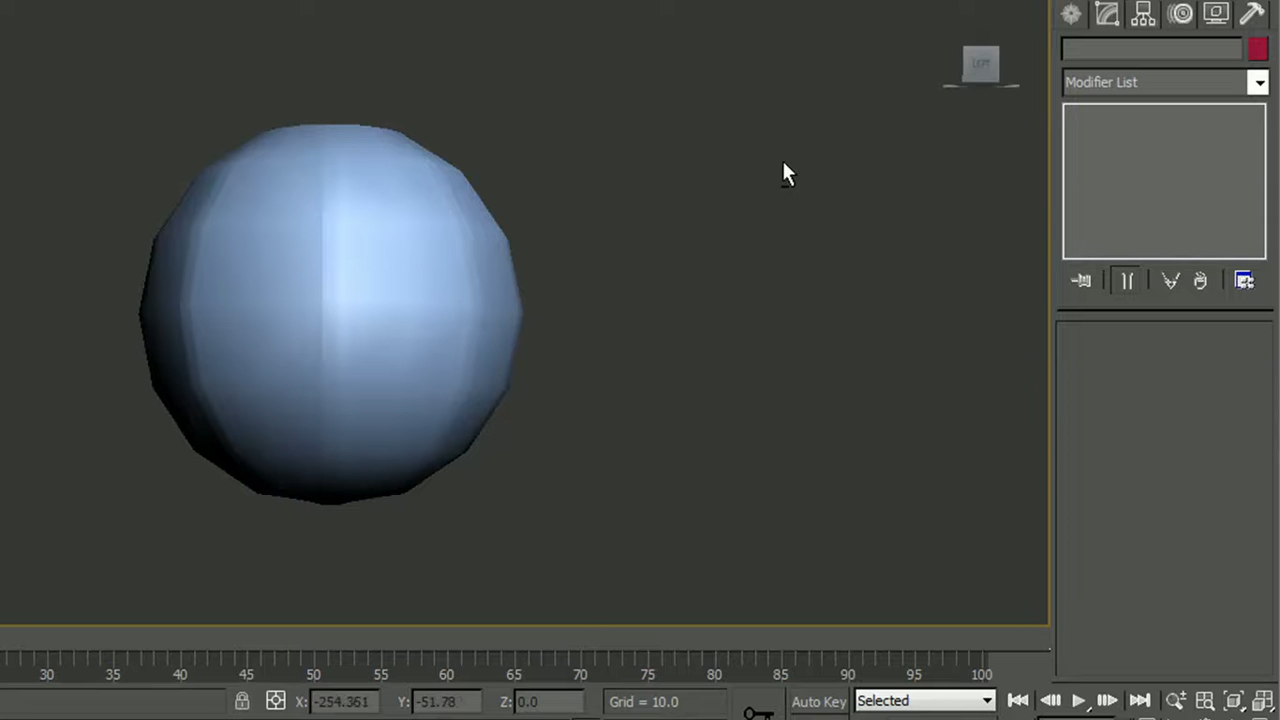 LEFT
Modifier List
30 35 40 45 50 55 60 65 70 75 80 85 90 95 100
X: -254.361 Y: -51.78 Z: 0.0 Grid = 10.0 Auto Key Selected